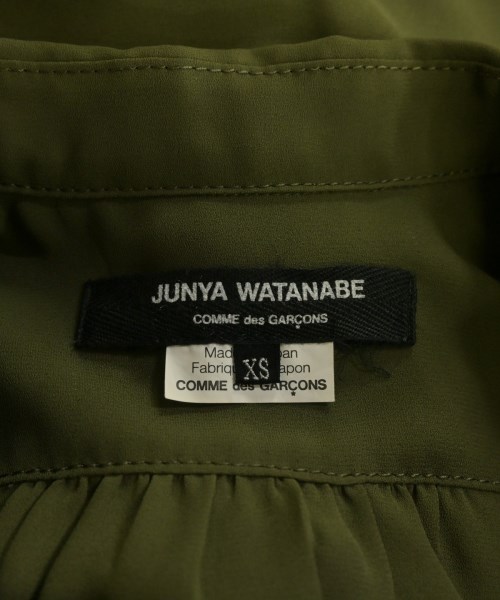 JUNYA WATANABE
COMME des GARÇONS
XS
COMME des GARÇONS